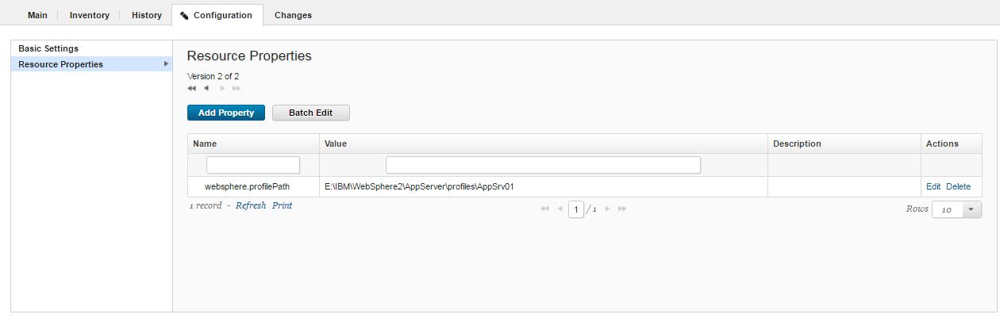 Main Inventory History Configuration Changes
Basic Settings
Resource Properties
Resource Properties
Version 2 of 2
Add Property Batch Edit
Name Value Description Actions
websphere.profilePath E:\IBM\WebSphere2\AppServer\profiles\AppSrv01 Edit Delete
1 record - Refresh Print 1 / 1 Rows 10